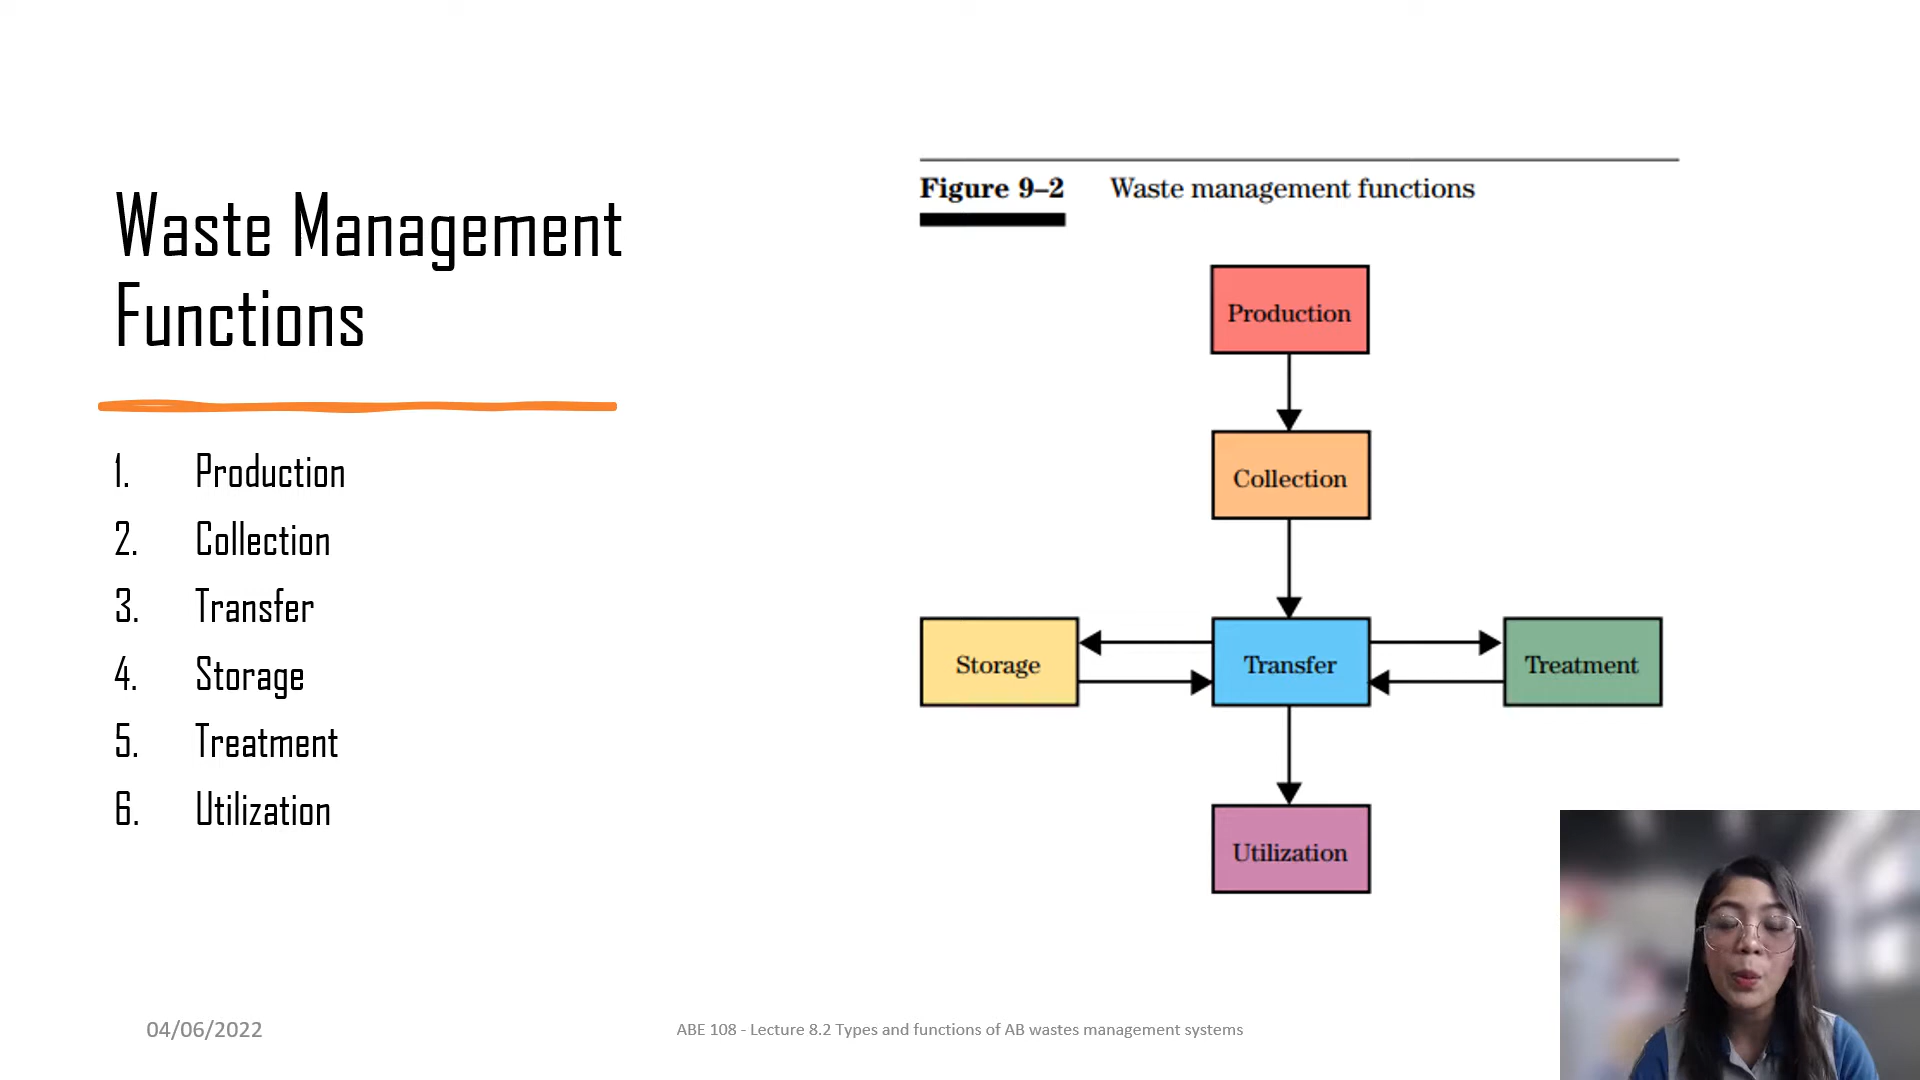 Waste Management
Functions
1. Production
2. Collection
3. Transfer
4. Storage
5. Treatment
6. Utilization
Figure 9–2 Waste management functions
Production
Collection
Storage Transfer Treatment
Utilization
04/06/2022
ABE 108 - Lecture 8.2 Types and functions of AB wastes management systems